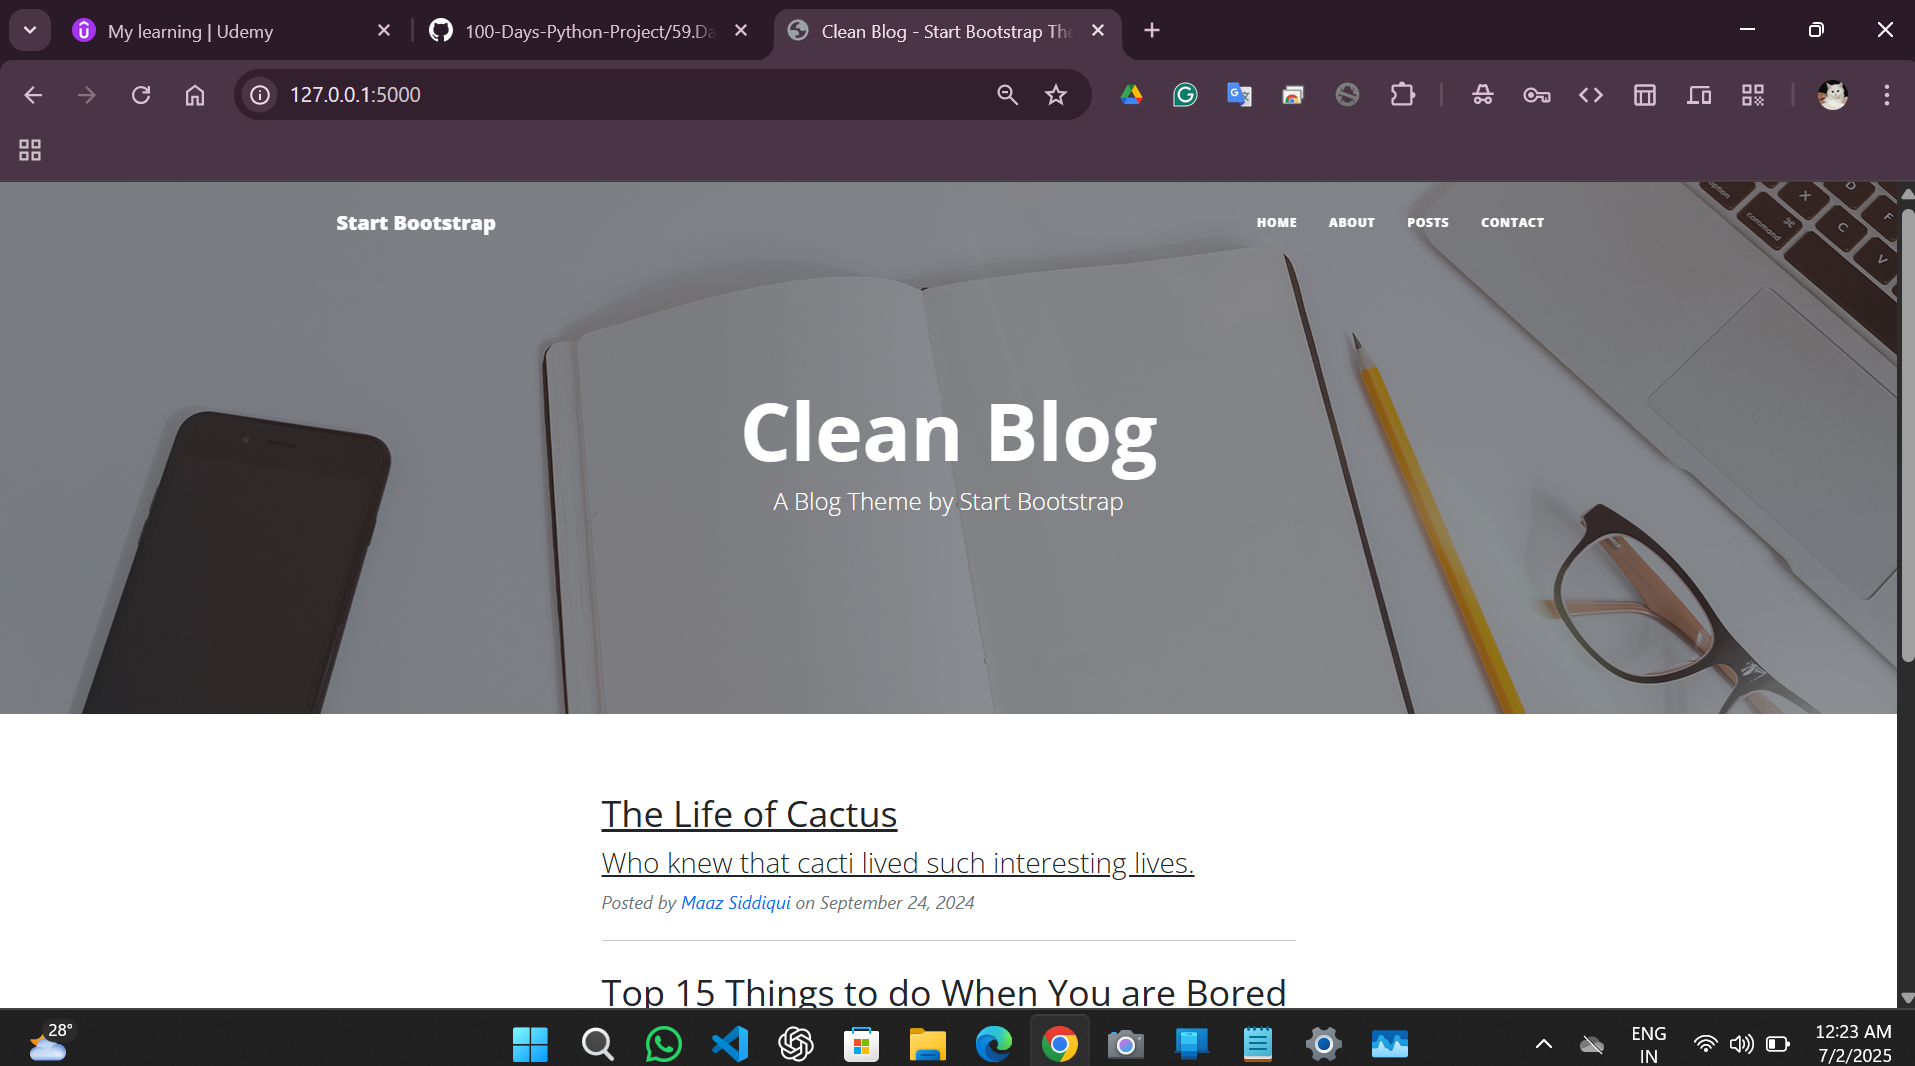 My learning | Udemy
100-Days-Python-Project/59.Da
Clean Blog - Start Bootstrap The
127.0.0.1:5000
Start Bootstrap
HOME ABOUT POSTS CONTACT
option
command
X
C
D
F
V
Clean Blog
A Blog Theme by Start Bootstrap
The Life of Cactus
Who knew that cacti lived such interesting lives.
Posted by Maaz Siddiqui on September 24, 2024
Top 15 Things to do When You are Bored
28°
ENG
IN
12:23 AM
7/2/2025